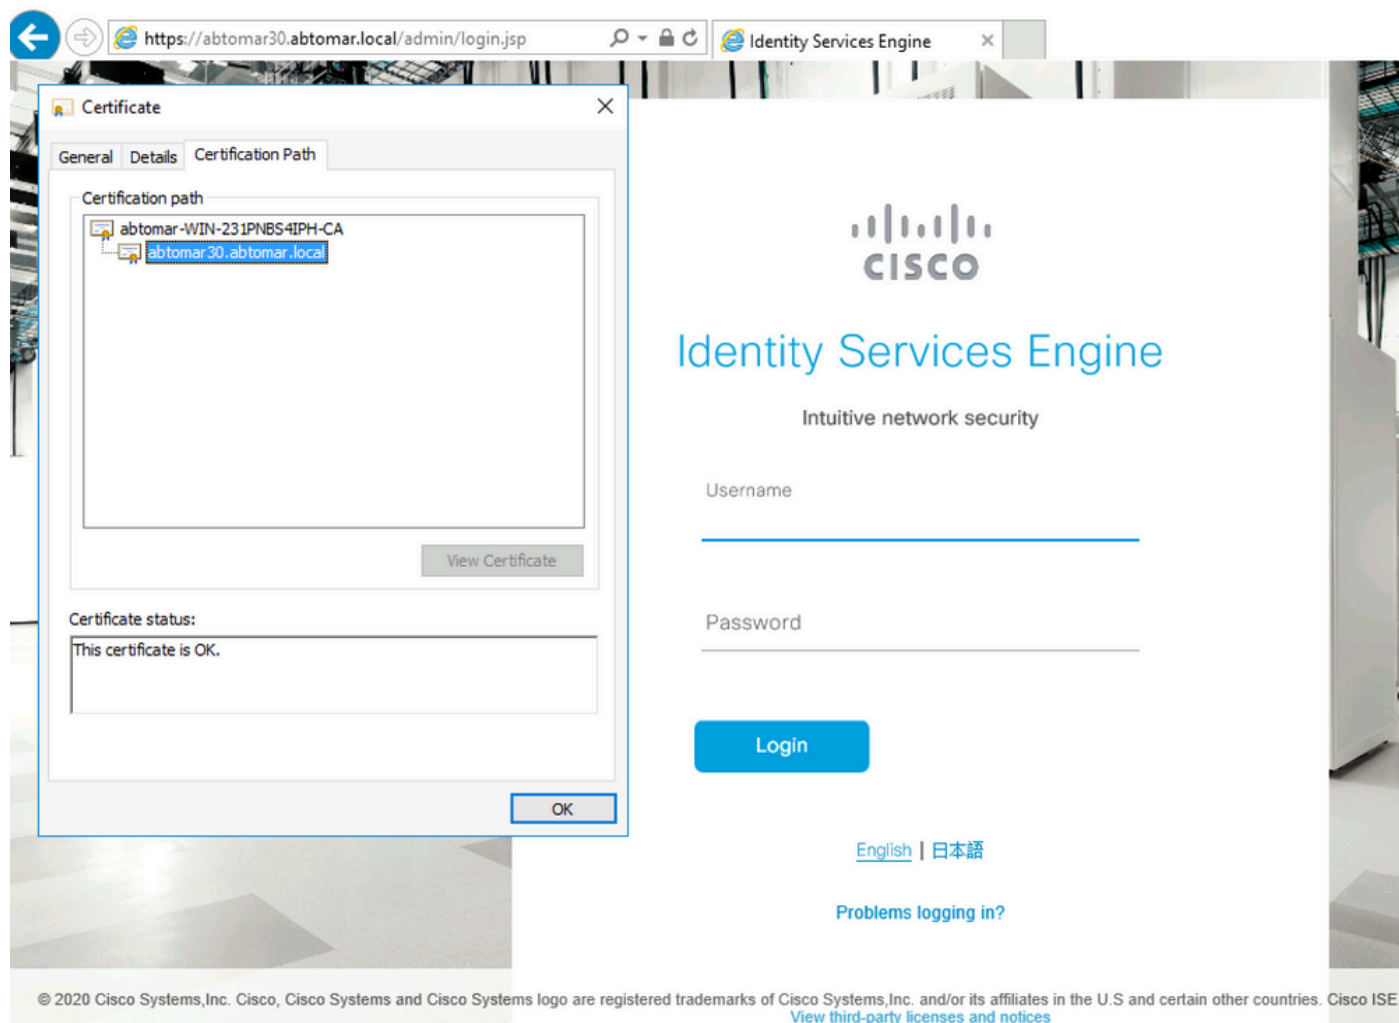 https://abtomar30.abtomar.local/admin/login.jsp
Identity Services Engine
Certificate
General Details Certification Path
Certification path
abtomar-WIN-231PNBS4IPH-CA
abtomar30.abtomar.local
View Certificate
Certificate status:
This certificate is OK.
OK
CISCO
Identity Services Engine
Intuitive network security
Username
Password
Login
English | 日本語
Problems logging in?
© 2020 Cisco Systems,Inc. Cisco, Cisco Systems and Cisco Systems logo are registered trademarks of Cisco Systems,Inc. and/or its affiliates in the U.S and certain other countries. Cisco ISE
View third-party licenses and notices